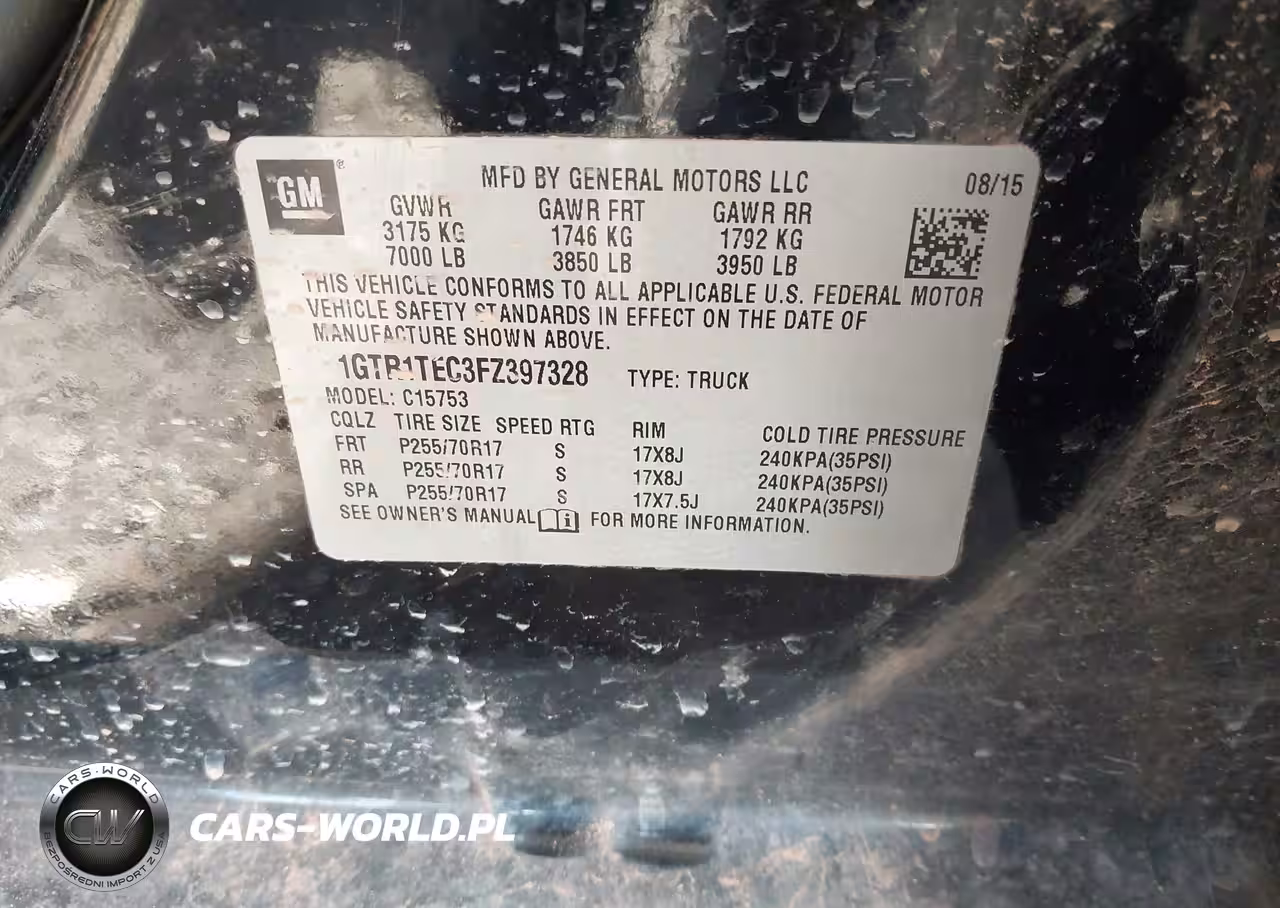 GM ®
MFD BY GENERAL MOTORS LLC
08/15
GVWR GAWR FRT GAWR RR
3175 KG 1746 KG 1792 KG
7000 LB 3850 LB 3950 LB
THIS VEHICLE CONFORMS TO ALL APPLICABLE U.S. FEDERAL MOTOR
VEHICLE SAFETY STANDARDS IN EFFECT ON THE DATE OF
MANUFACTURE SHOWN ABOVE.
1GTR1TEC3FZ397328 TYPE: TRUCK
MODEL: C15753
CQLZ TIRE SIZE SPEED RTG RIM COLD TIRE PRESSURE
FRT P255/70R17 S 17X8J 240KPA(35PSI)
RR P255/70R17 S 17X8J 240KPA(35PSI)
SPA P255/70R17 S 17X7.5J 240KPA(35PSI)
SEE OWNER'S MANUAL FOR MORE INFORMATION.
CARS-WORLD
CW
BEZPOŚREDNI IMPORT Z USA
CARS-WORLD.PL